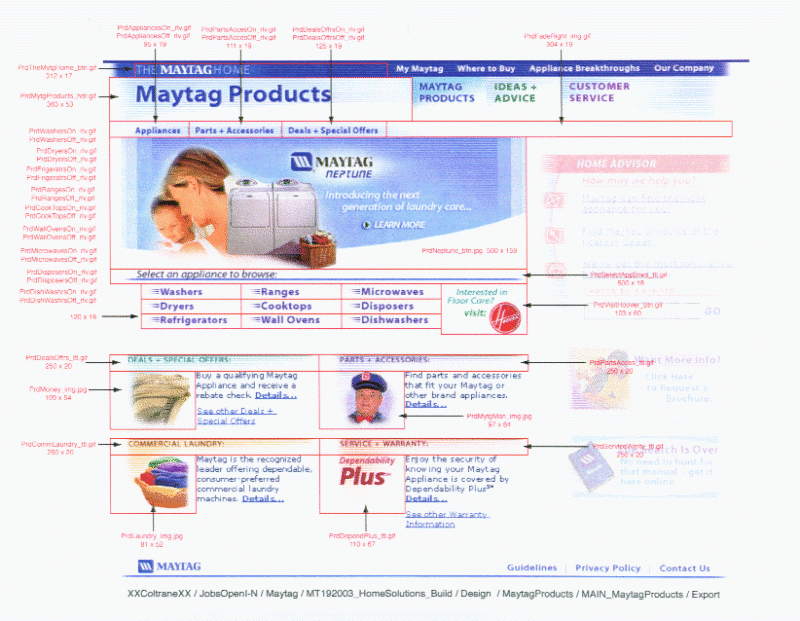 PrdAppliancesOn_rlv.gif
PrdAppliancesOff_rlv.gif
95 x 19
PrdPartsAccesOn_rlv.gif
PrdPartsAccesOff_rlv.gif
111 x 19
PrdDealsOffrsOn_rlv.gif
PrdDealsOffrsOff_rlv.gif
125 x 19
PrdFadeRight_img.gif
304 x 19
PrdTheMytgHome_btn.gif
312 x 17
THE MAYTAG HOME
My Maytag
Where to Buy
Appliance Breakthroughs
Our Company
PrdMytgProducts_hdr.gif
363 x 53
Maytag Products
MAYTAG PRODUCTS
IDEAS + ADVICE
CUSTOMER SERVICE
Appliances
Parts + Accessories
Deals + Special Offers
PrdWashersOn_rlv.gif
PrdWashersOff_rlv.gif
PrdDryersOn_rlv.gif
PrdDryersOff_rlv.gif
PrdFrigeratrsOn_rlv.gif
PrdFrigeratrsOff_rlv.gif
PrdRangesOn_rlv.gif
PrdRangesOff_rlv.gif
PrdCookTopsOn_rlv.gif
PrdCookTopsOff_rlv.gif
PrdWallOvensOn_rlv.gif
PrdWallOvensOff_rlv.gif
PrdMicrowavesOn_rlv.gif
PrdMicrowavesOff_rlv.gif
PrdDisposersOn_rlv.gif
PrdDisposersOff_rlv.gif
PrdDishWashrsOn_rlv.gif
PrdDishWashrsOff_rlv.gif
120 x 16
MAYTAG
NEPTUNE
Introducing the next
generation of laundry care...
LEARN MORE
PrdNeptune_btn.jpg 500 x 159
HOME ADVISOR
How may we help you?
Select an appliance to browse:
PrdSelectApplinws_ttl.gif
500 x 18
Washers
Ranges
Microwaves
Dryers
Cooktops
Disposers
Refrigerators
Wall Ovens
Dishwashers
Interested in
Floor Care?
visit:
HOOVER
PrdVisitHoover_btn.gif
103 x 60
GO
PrdDealsOffrs_ttl.gif
250 x 20
DEALS + SPECIAL OFFERS:
Buy a qualifying Maytag
Appliance and receive a
rebate check. Details...
See other Deals +
Special Offers
PrdMoney_img.jpg
109 x 54
PARTS + ACCESSORIES:
Find parts and accessories
that fit your Maytag or
other brand appliances.
Details...
PrdPartsAcces_ttl.gif
250 x 20
PrdMytgMan_img.jpg
97 x 64
Want More Info!
Click Here
to Request a
Brochure.
PrdCommLaundry_ttl.gif
250 x 20
COMMERCIAL LAUNDRY:
Maytag is the recognized
leader offering dependable,
consumer-preferred
commercial laundry
machines. Details...
PrdLaundry_img.jpg
81 x 52
SERVICE + WARRANTY:
Dependability
Plus℠
Enjoy the security of
knowing your Maytag
Appliance is covered by
Dependability Plus℠
Details...
See other Warranty
Information
PrdServiceWarrty_ttl.gif
250 x 20
PrdDependPlus_ttl.gif
110 x 67
Search Is Over
No need to hunt for
that manual - get it
here online
MAYTAG
Guidelines
Privacy Policy
Contact Us
XXColtraneXX / JobsOpenI-N / Maytag / MT192003_HomeSolutions_Build / Design / MaytagProducts / MAIN_MaytagProducts / Export